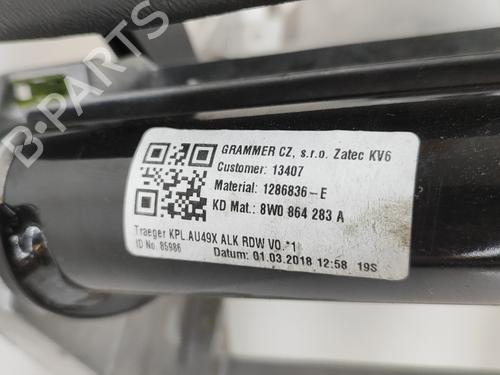 B-PARTS
GRAMMER CZ, s.r.o. Zatec KV6
Customer: 13407
Material: 1286836-E
KD Mat.: 8W0 864 283 A
Traeger KPL.AU49X ALK RDW VO.*1
ID No. 85986
Datum: 01.03.2018 12:58 19S